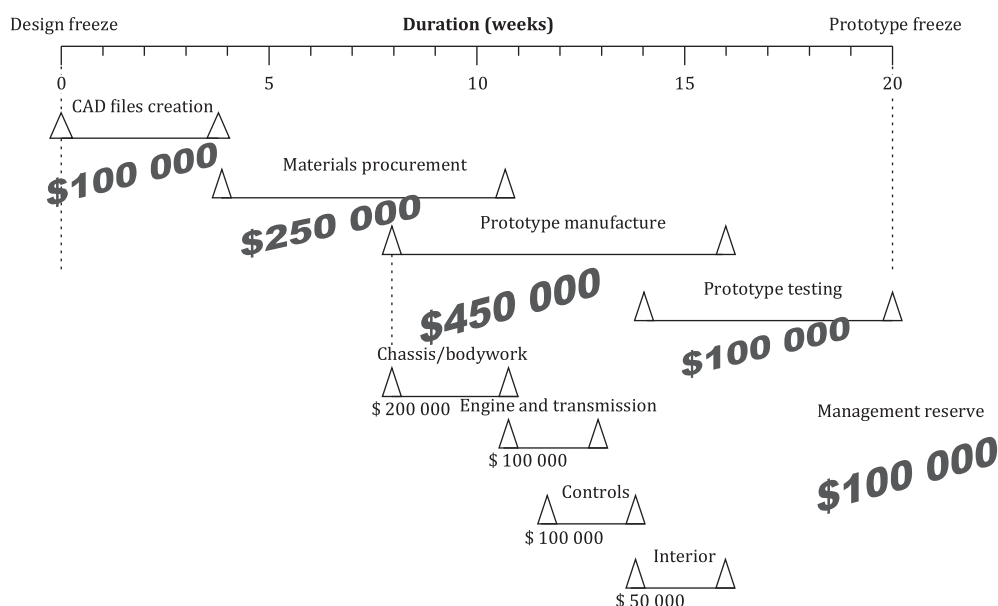 Design freeze Duration (weeks) Prototype freeze
0 5 10 15 20
CAD files creation
$100 000
Materials procurement
$250 000
Prototype manufacture
$450 000
Prototype testing
$100 000
Chassis/bodywork
$ 200 000
Engine and transmission
$ 100 000
Management reserve
$100 000
Controls
$ 100 000
Interior
$ 50 000